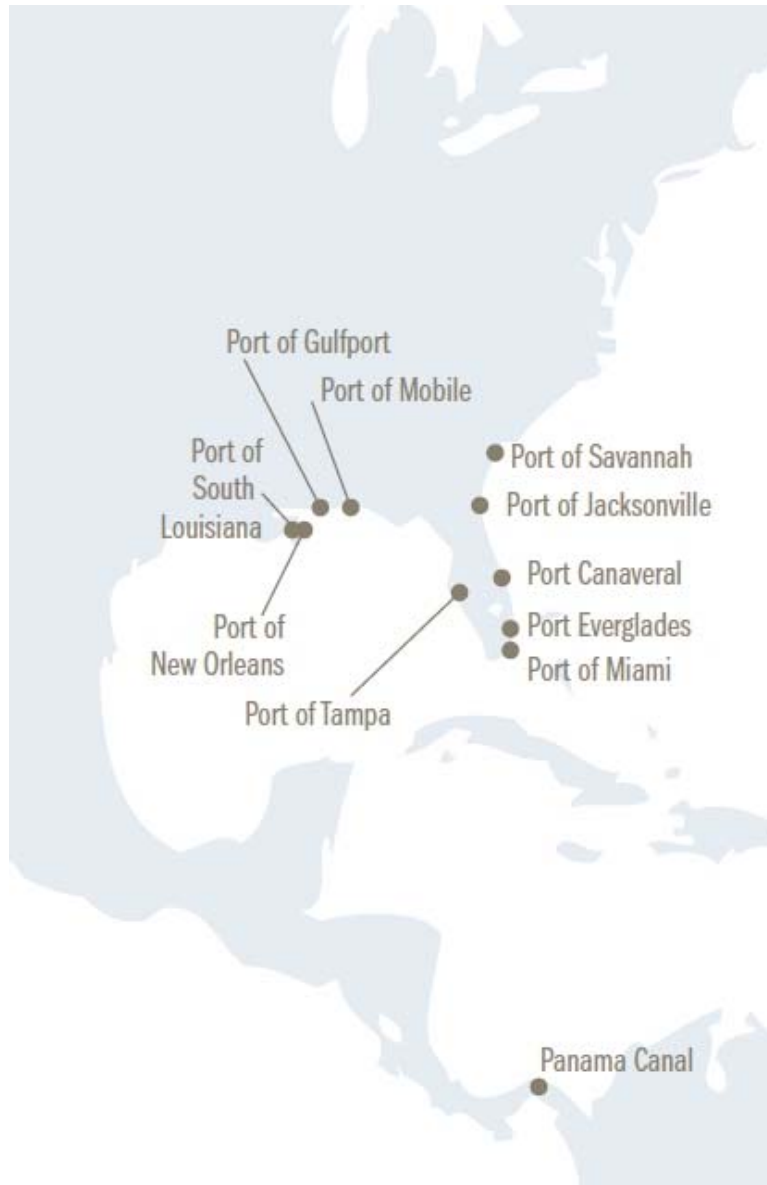 Port of Gulfport
Port of Mobile
Port of
South
Louisiana
Port of Savannah
Port of Jacksonville
Port Canaveral
Port of
New Orleans
Port Everglades
Port of Miami
Port of Tampa
Panama Canal